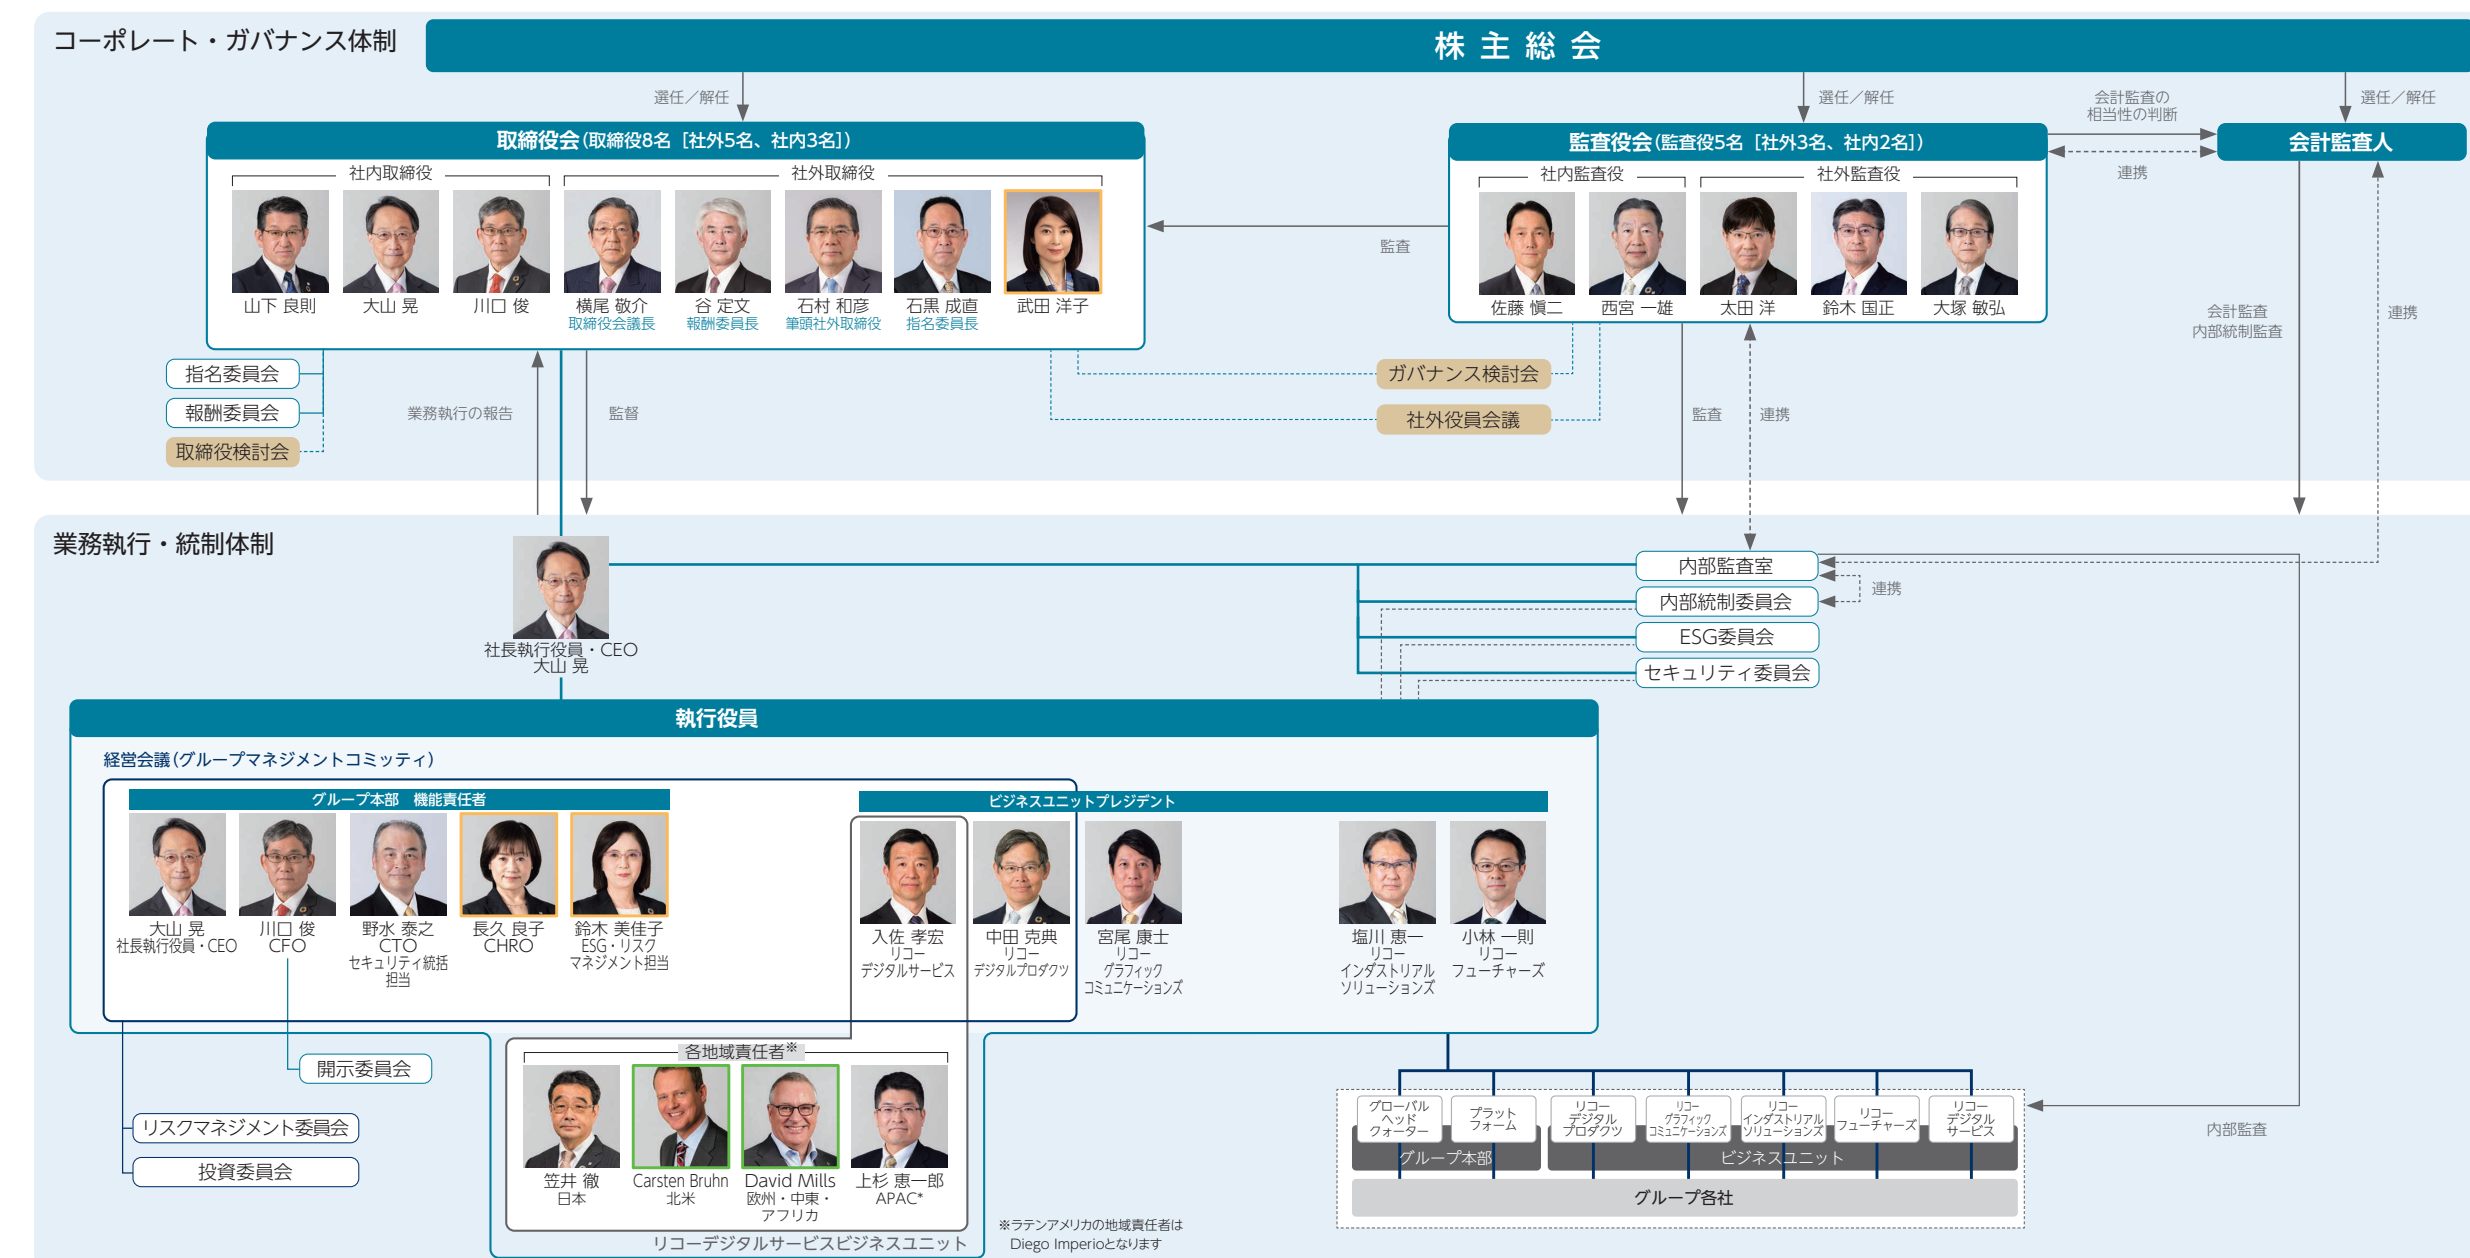 コーポレート・ガバナンス体制
株主総会
選任／解任
選任／解任
会計監査の
相当性の判断
選任／解任
取締役会(取締役8名［社外5名、社内3名］)
監査役会(監査役5名［社外3名、社内2名］)
会計監査人
連携
社内取締役
社外取締役
社内監査役
社外監査役
監査
山下 良則
大山 晃
川口 俊
横尾 敬介
取締役会議長
谷 定文
報酬委員長
石村 和彦
筆頭社外取締役
石黒 成直
指名委員長
武田 洋子
佐藤 愼二
西宮 一雄
太田 洋
鈴木 国正
大塚 敏弘
会計監査
内部統制監査
連携
指名委員会
報酬委員会
取締役検討会
業務執行の報告
監督
ガバナンス検討会
社外役員会議
監査
連携
業務執行・統制体制
社長執行役員・CEO
大山 晃
内部監査室
内部統制委員会
連携
ESG委員会
セキュリティ委員会
執行役員
経営会議(グループマネジメントコミッティ)
グループ本部　機能責任者
ビジネスユニットプレジデント
大山 晃
社長執行役員・CEO
川口 俊
CFO
野水 泰之
CTO
セキュリティ統括
担当
長久 良子
CHRO
鈴木 美佳子
ESG・リスク
マネジメント担当
入佐 孝宏
リコー
デジタルサービス
中田 克典
リコー
デジタルプロダクツ
宮尾 康士
リコー
グラフィック
コミュニケーションズ
塩川 恵一
リコー
インダストリアル
ソリューションズ
小林 一則
リコー
フューチャーズ
開示委員会
リスクマネジメント委員会
投資委員会
各地域責任者※
笠井 徹
日本
Carsten Bruhn
北米
David Mills
欧州・中東・
アフリカ
上杉 恵一郎
APAC*
リコーデジタルサービスビジネスユニット
※ラテンアメリカの地域責任者は
Diego Imperioとなります
グローバル
ヘッド
クォーター
プラット
フォーム
リコー
デジタル
プロダクツ
リコー
グラフィック
コミュニケーションズ
リコー
インダストリアル
ソリューションズ
リコー
フューチャーズ
リコー
デジタル
サービス
グループ本部
ビジネスユニット
グループ各社
内部監査